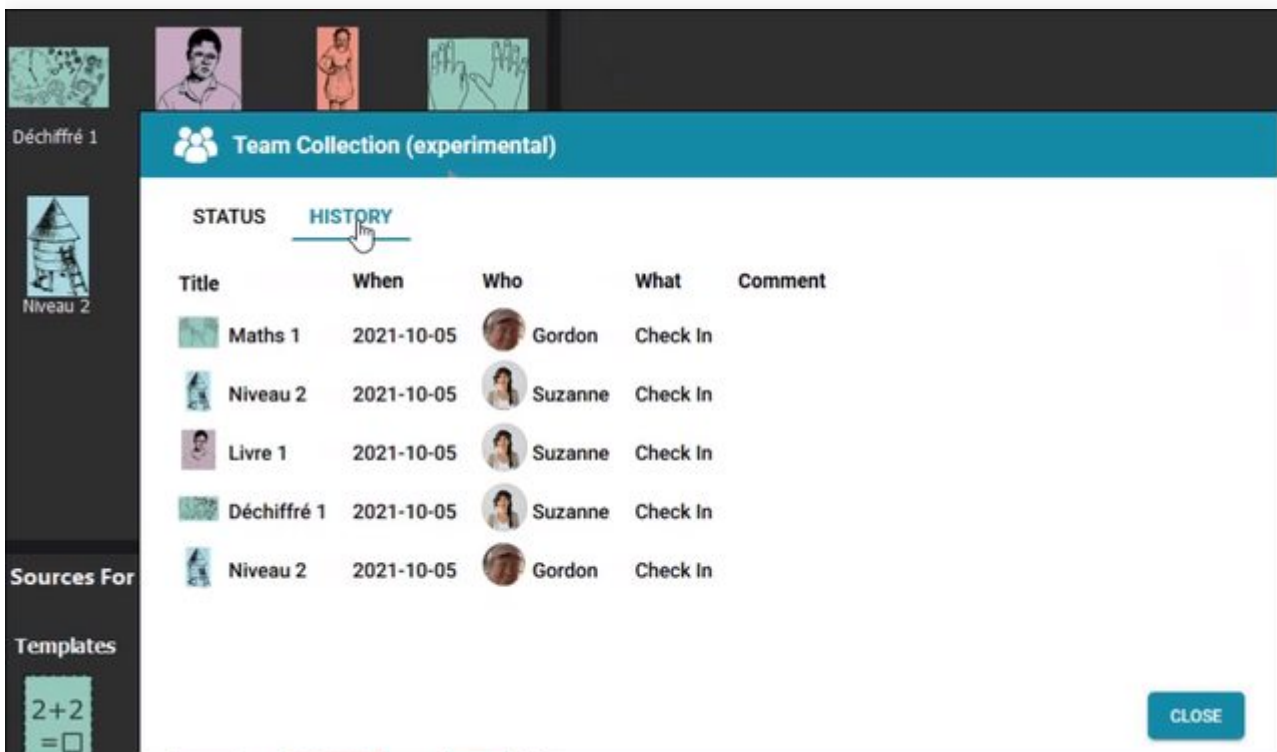 Déchiffré 1
Team Collection (experimental)
STATUS HISTORY
Niveau 2
Title When Who What Comment
Maths 1 2021-10-05 Gordon Check In
Niveau 2 2021-10-05 Suzanne Check In
Livre 1 2021-10-05 Suzanne Check In
Déchiffré 1 2021-10-05 Suzanne Check In
Niveau 2 2021-10-05 Gordon Check In
Sources For
Templates
2+2
=□
CLOSE